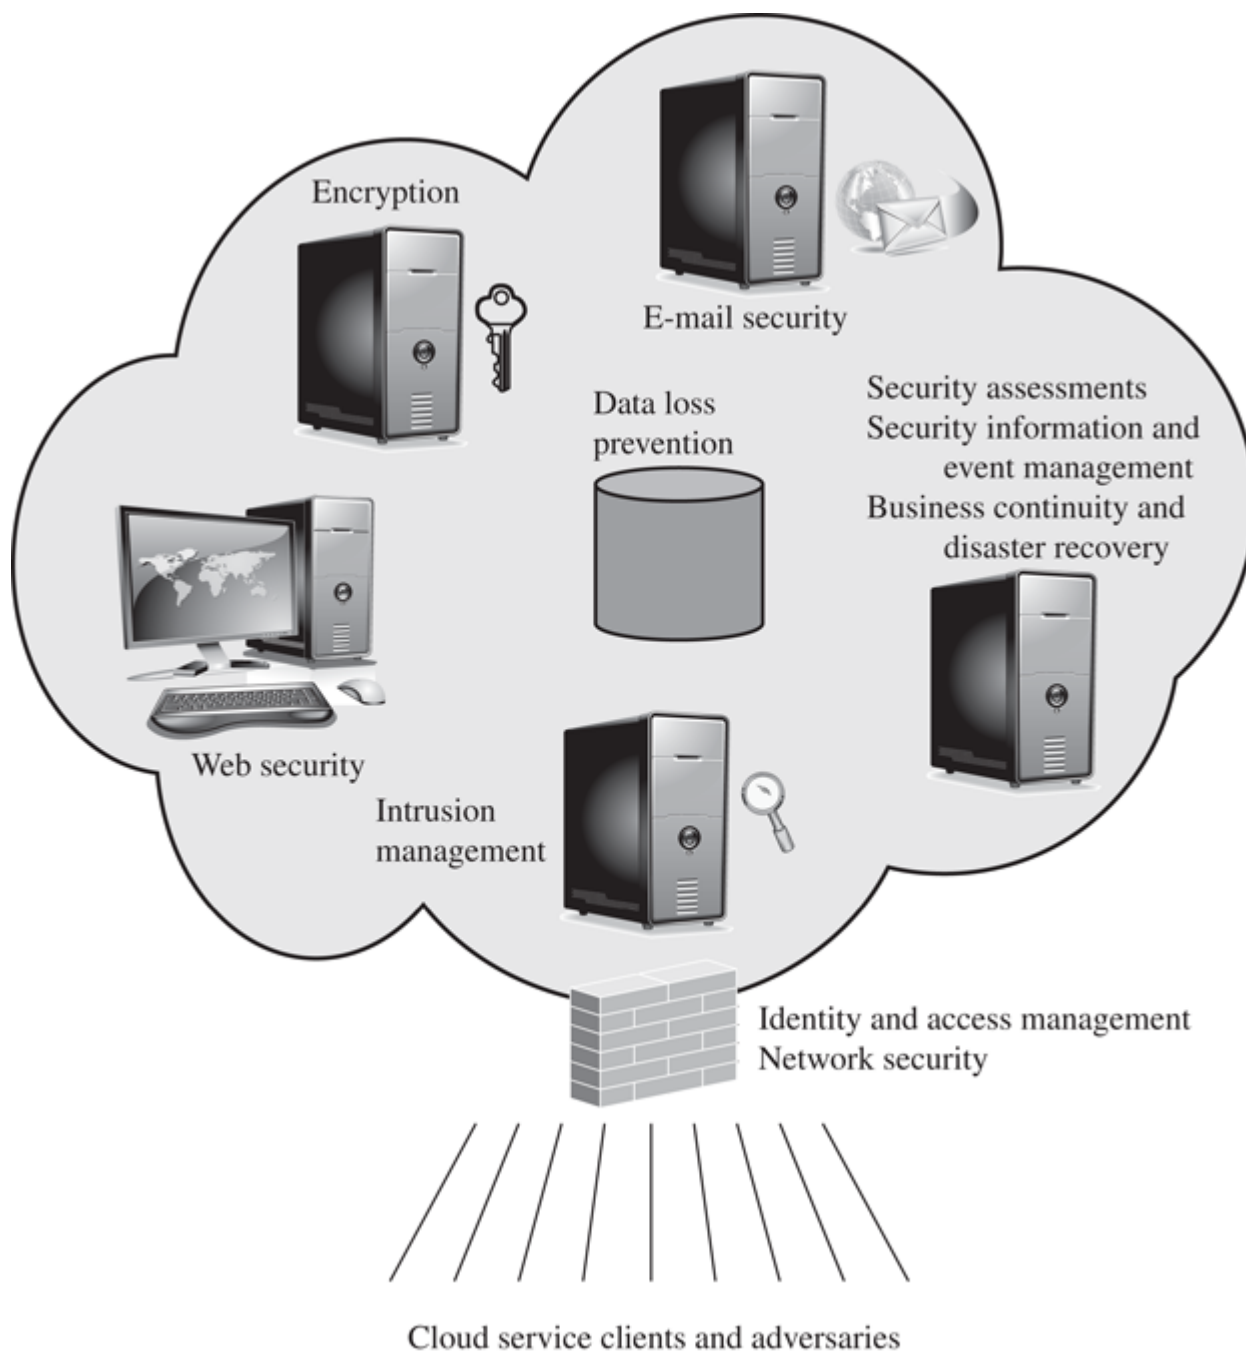 Encryption
E-mail security
Data loss
prevention
Security assessments
Security information and
event management
Business continuity and
disaster recovery
Web security
Intrusion
management
Identity and access management
Network security
Cloud service clients and adversaries